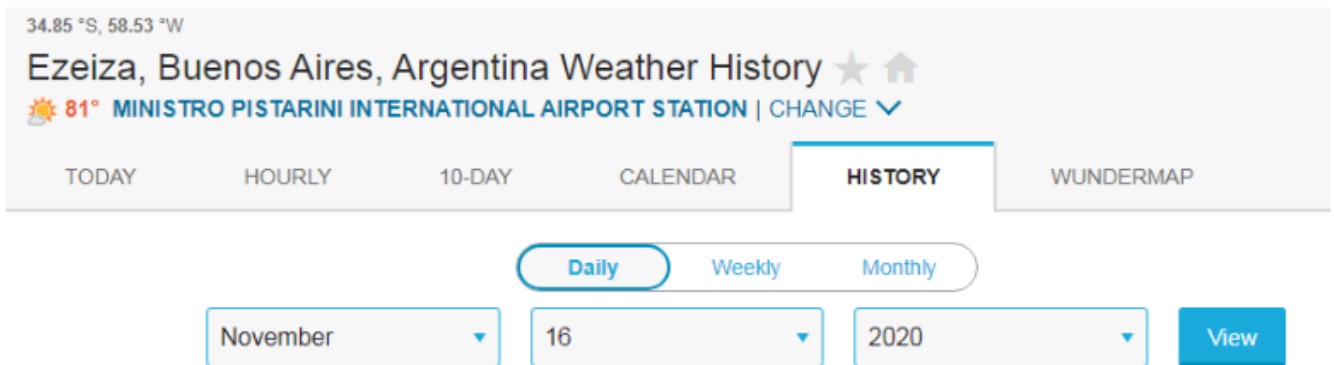 34.85 °S, 58.53 °W
Ezeiza, Buenos Aires, Argentina Weather History
81° MINISTRO PISTARINI INTERNATIONAL AIRPORT STATION | CHANGE
TODAY HOURLY 10-DAY CALENDAR HISTORY WUNDERMAP
Daily Weekly Monthly
November 16 2020 View